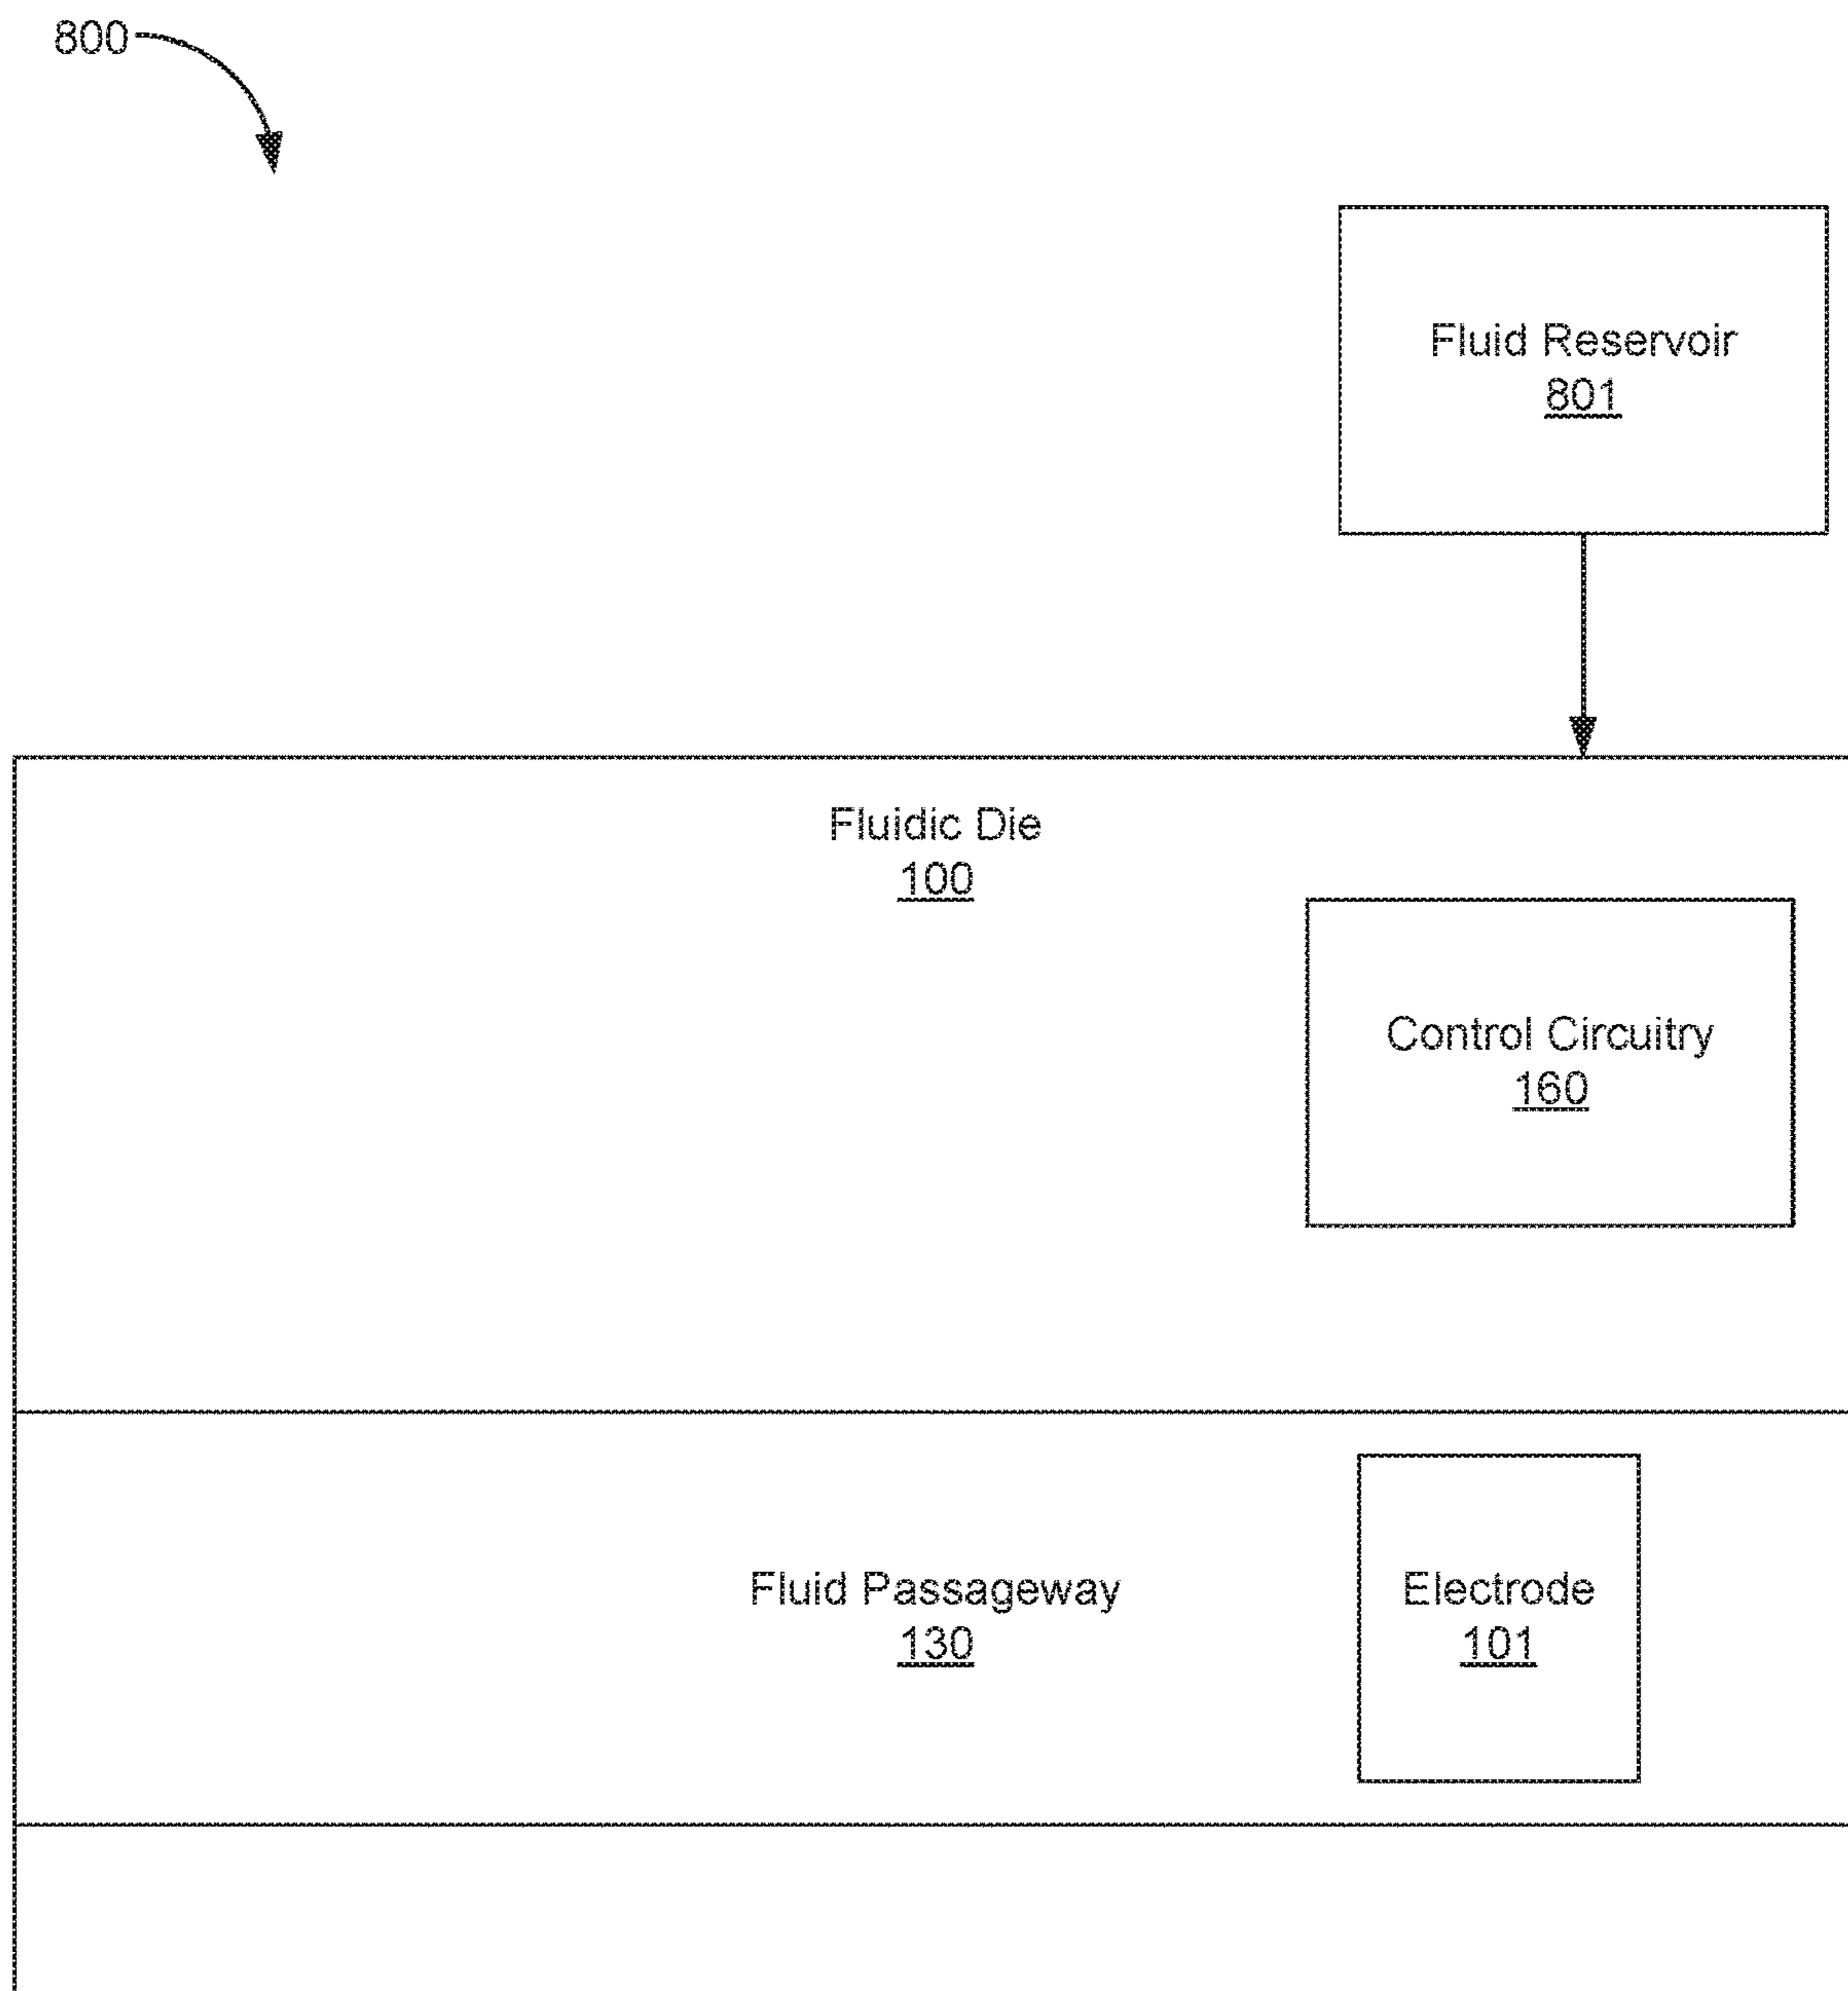 800
Fluid Reservoir
801
Fluidic Die
100
Control Circuitry
160
Fluid Passageway
130
Electrode
101